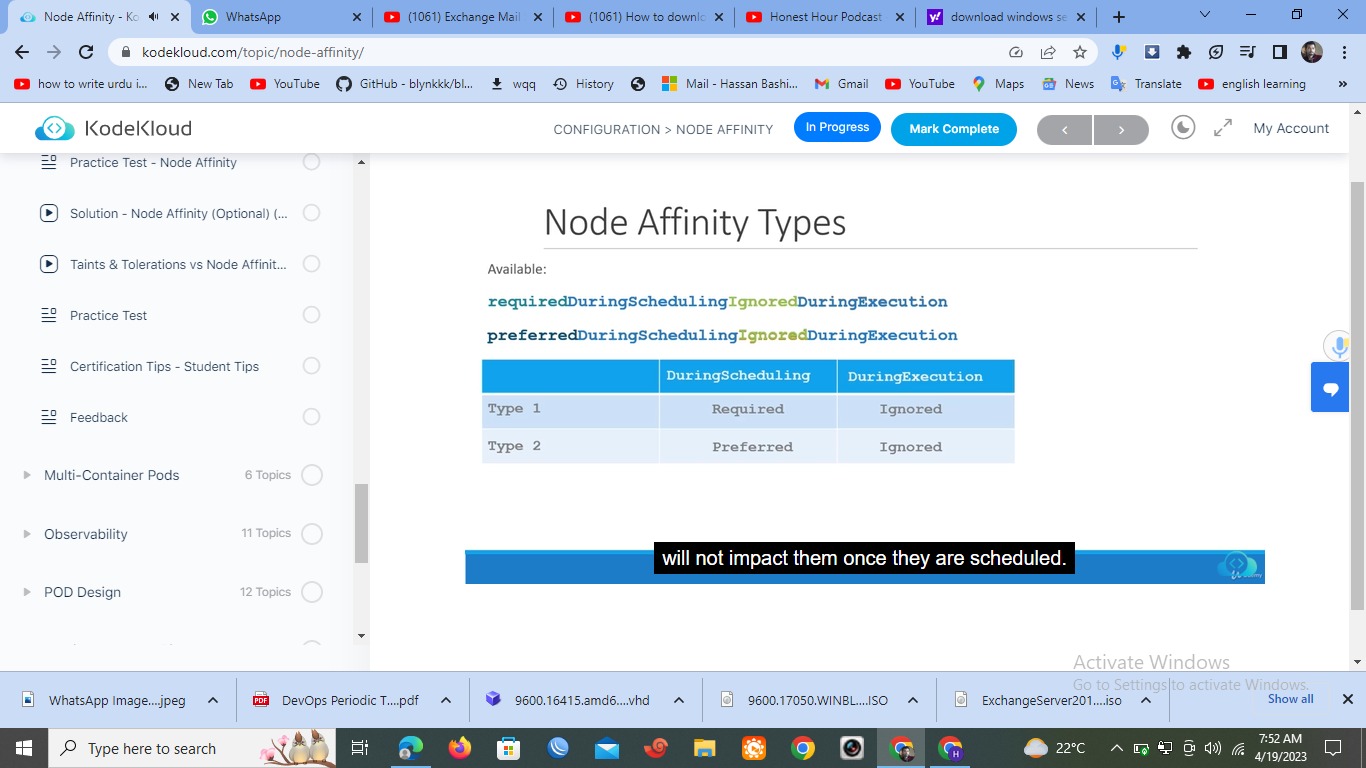 Node Affinity - Ko
WhatsApp
(1061) Exchange Mail
(1061) How to downlo
Honest Hour Podcast
download windows se
kodekloud.com/topic/node-affinity/
how to write urdu i...
New Tab
YouTube
GitHub - blynkkk/bl...
wqq
History
Mail - Hassan Bashi...
Gmail
YouTube
Maps
News
Translate
english learning
»
KodeKloud
CONFIGURATION > NODE AFFINITY
In Progress
Mark Complete
My Account
Practice Test - Node Affinity
Solution - Node Affinity (Optional) (...
Taints & Tolerations vs Node Affinit...
Practice Test
Certification Tips - Student Tips
Feedback
Multi-Container Pods 6 Topics
Observability 11 Topics
POD Design 12 Topics
Node Affinity Types
Available:
requiredDuringSchedulingIgnoredDuringExecution
preferredDuringSchedulingIgnoredDuringExecution
DuringScheduling DuringExecution
Type 1 Required Ignored
Type 2 Preferred Ignored
will not impact them once they are scheduled.
Activate Windows
Go to Settings to activate Windows.
WhatsApp Image....jpeg
DevOps Periodic T....pdf
9600.16415.amd6....vhd
9600.17050.WINBL....ISO
ExchangeServer201....iso
Show all
Type here to search
22°C
7:52 AM
4/19/2023